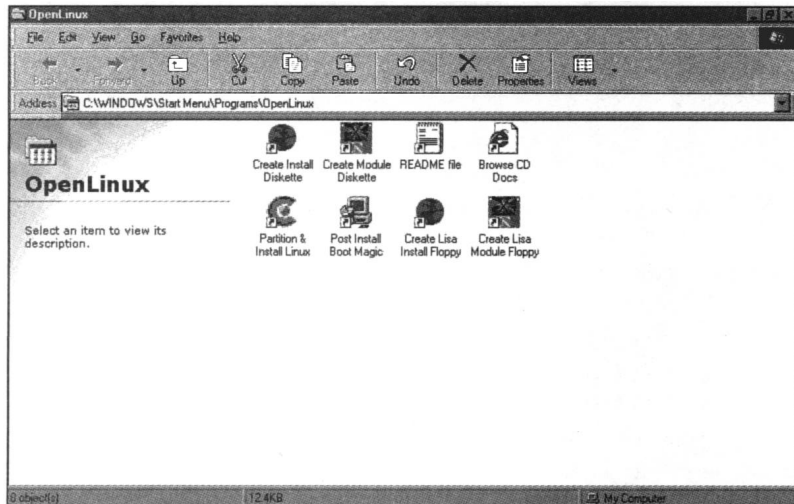 OpenLinux
File Edit View Go Favorites Help
Back Forward Up Cut Copy Paste Undo Delete Properties Views
Address C:\WINDOWS\Start Menu\Programs\OpenLinux
OpenLinux
Select an item to view its
description.
Create Install
Diskette
Create Module
Diskette
README file
Browse CD
Docs
Partition &
Install Linux
Post Install
Boot Magic
Create Lisa
Install Floppy
Create Lisa
Module Floppy
8 object(s) 12.4KB My Computer